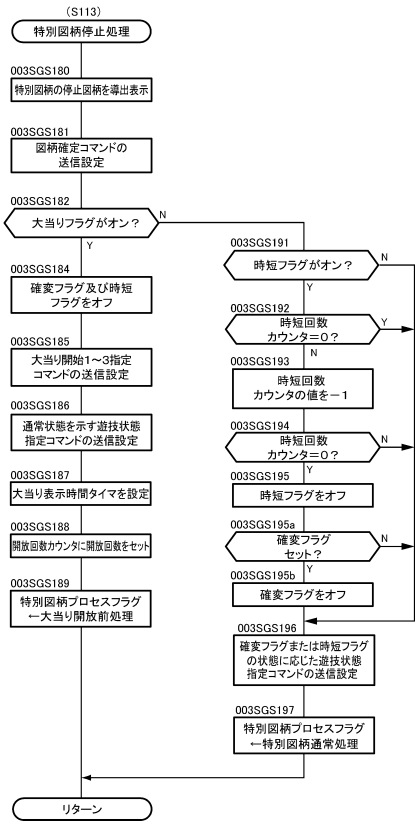 (S113)
特別図柄停止処理
003SGS180
特別図柄の停止図柄を導出表示
003SGS181
図柄確定コマンドの
送信設定
003SGS182
大当りフラグがオン?
N
Y
003SGS184
確変フラグ及び時短
フラグをオフ
003SGS185
大当り開始1~3指定
コマンドの送信設定
003SGS186
通常状態を示す遊技状態
指定コマンドの送信設定
003SGS187
大当り表示時間タイマを設定
003SGS188
開放回数カウンタに開放回数をセット
003SGS189
特別図柄プロセスフラグ
←大当り開放前処理
003SGS191
時短フラグがオン?
N
Y
003SGS192
時短回数
カウンタ=0?
Y
N
003SGS193
時短回数
カウンタの値を-1
003SGS194
時短回数
カウンタ=0?
N
Y
003SGS195
時短フラグをオフ
003SGS195a
確変フラグ
セット?
N
Y
003SGS195b
確変フラグをオフ
003SGS196
確変フラグまたは時短フラグ
の状態に応じた遊技状態
指定コマンドの送信設定
003SGS197
特別図柄プロセスフラグ
←特別図柄通常処理
リターン